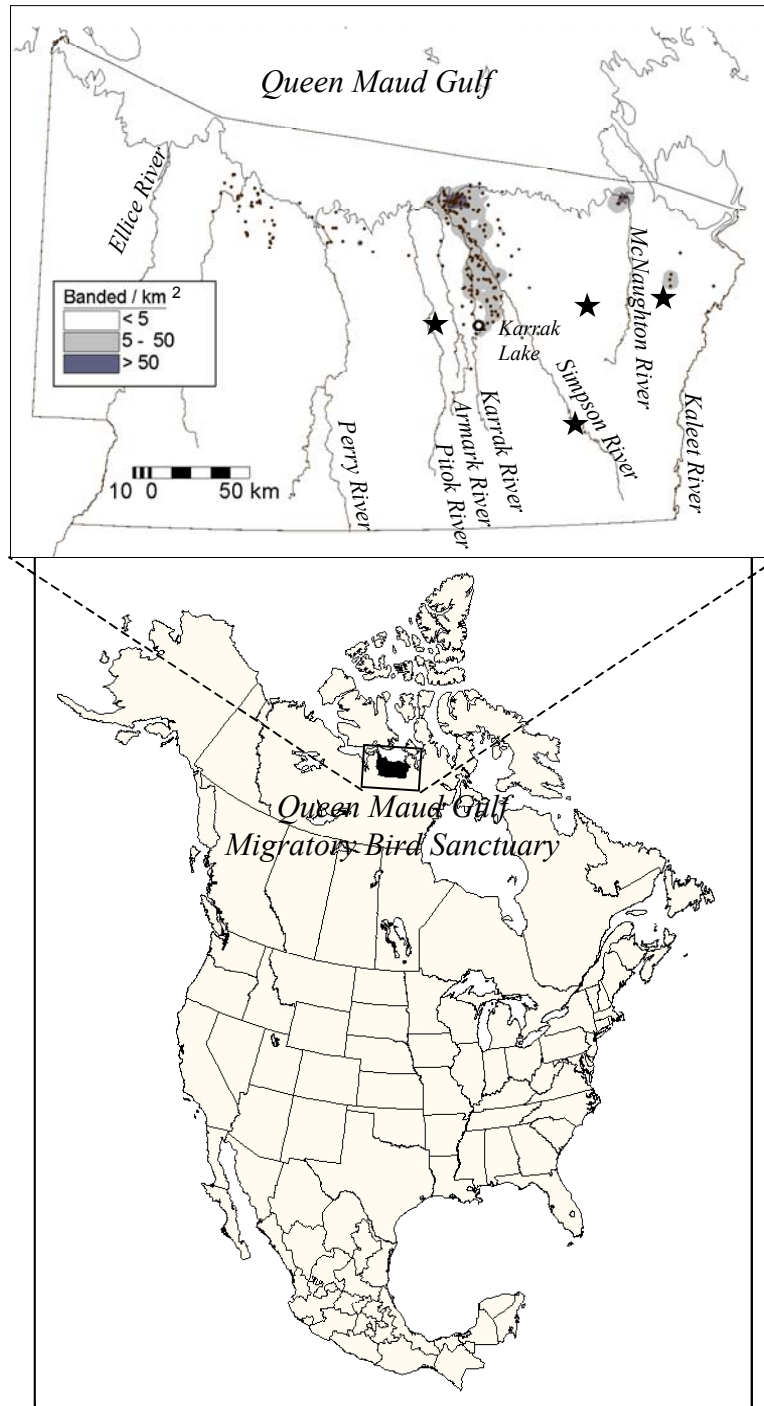 Queen Maud Gulf
Ellice River
Banded / km 2
< 5
5 - 50
> 50
10 0 50 km
Perry River
Pitok River
Armark River
Karrak River
Karrak
Lake
Simpson River
McNaughton River
Kaleet River
Queen Maud Gulf
Migratory Bird Sanctuary